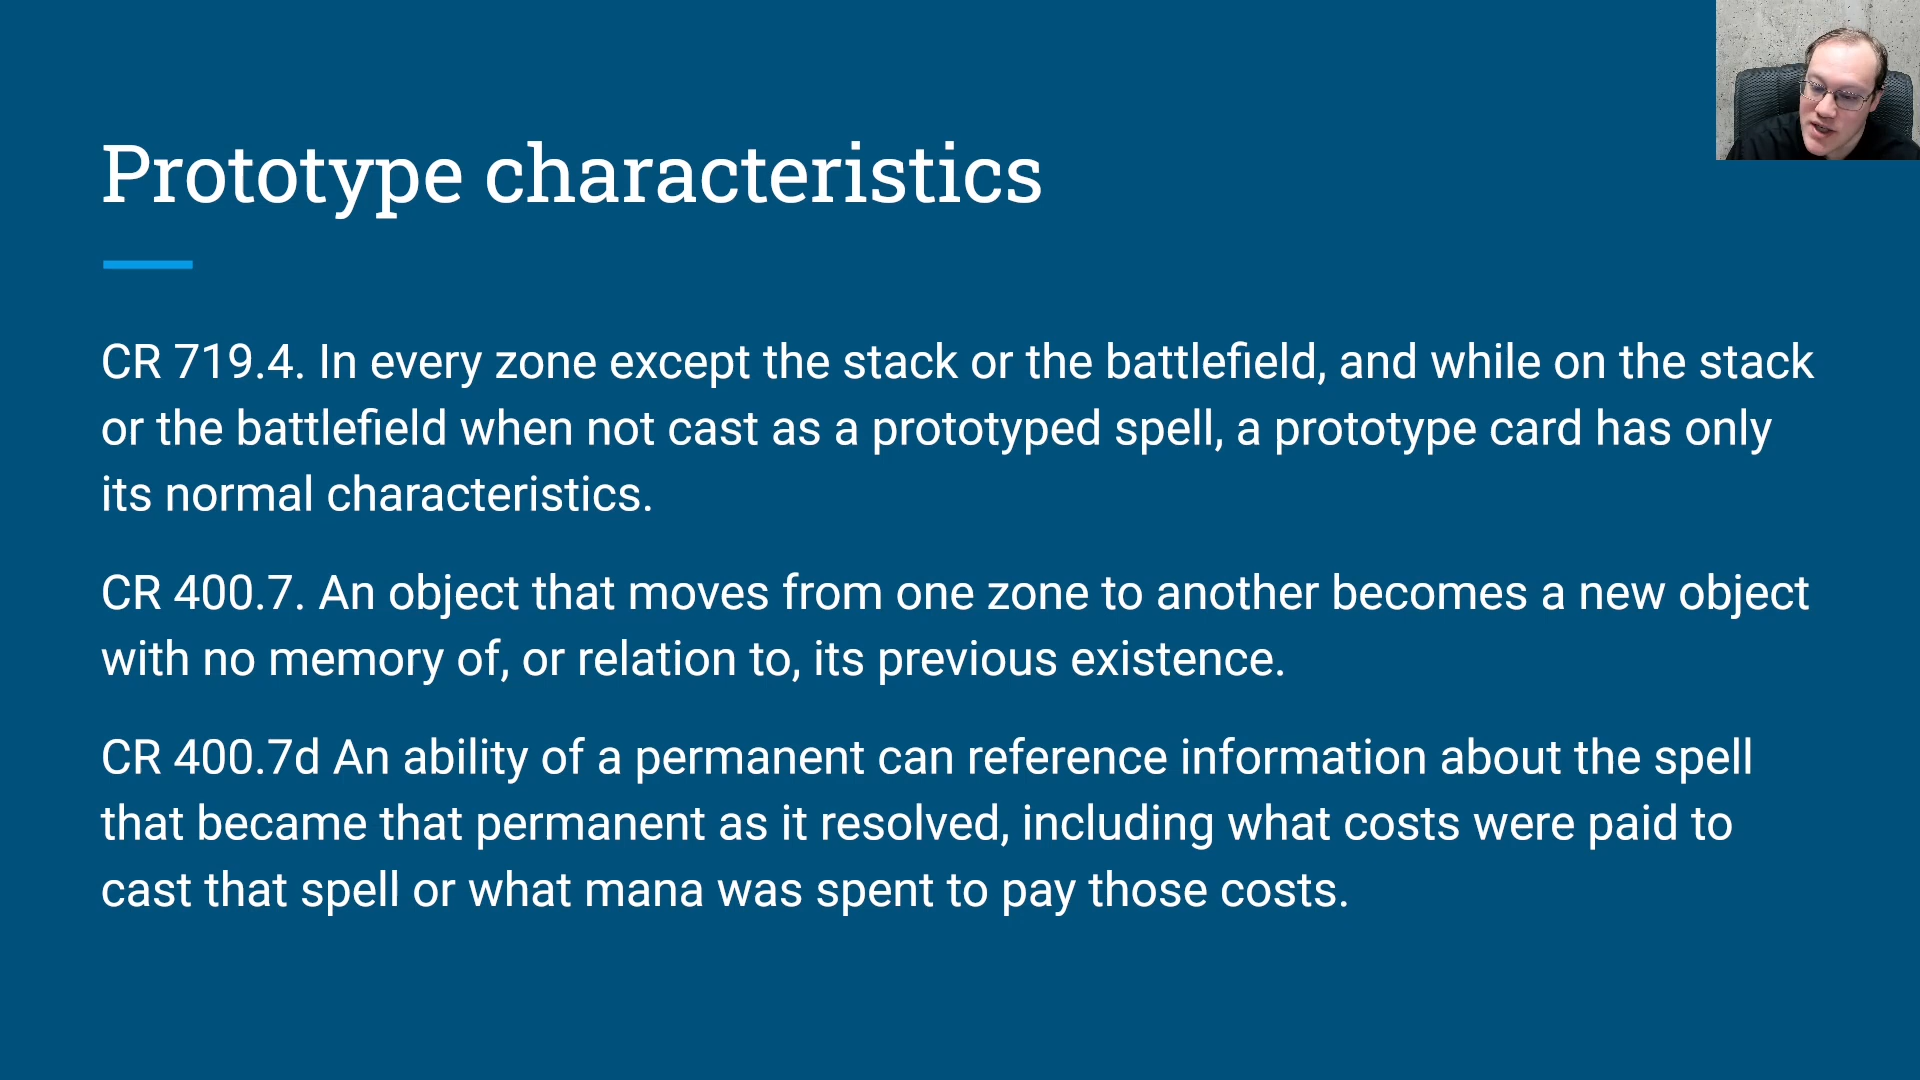 Prototype characteristics
CR 719.4. In every zone except the stack or the battlefield, and while on the stack
or the battlefield when not cast as a prototyped spell, a prototype card has only
its normal characteristics.
CR 400.7. An object that moves from one zone to another becomes a new object
with no memory of, or relation to, its previous existence.
CR 400.7d An ability of a permanent can reference information about the spell
that became that permanent as it resolved, including what costs were paid to
cast that spell or what mana was spent to pay those costs.